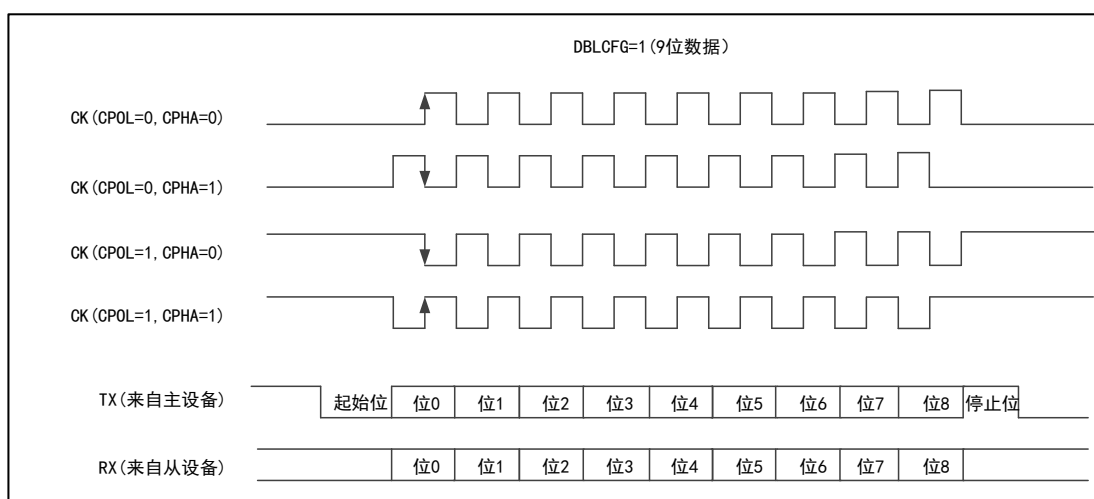 DBLCFG=1(9位数据)
CK(CPOL=0,CPHA=0)
CK(CPOL=0,CPHA=1)
CK(CPOL=1,CPHA=0)
CK(CPOL=1,CPHA=1)
TX(来自主设备) 起始位 位0 位1 位2 位3 位4 位5 位6 位7 位8 停止位
RX(来自从设备) 位0 位1 位2 位3 位4 位5 位6 位7 位8